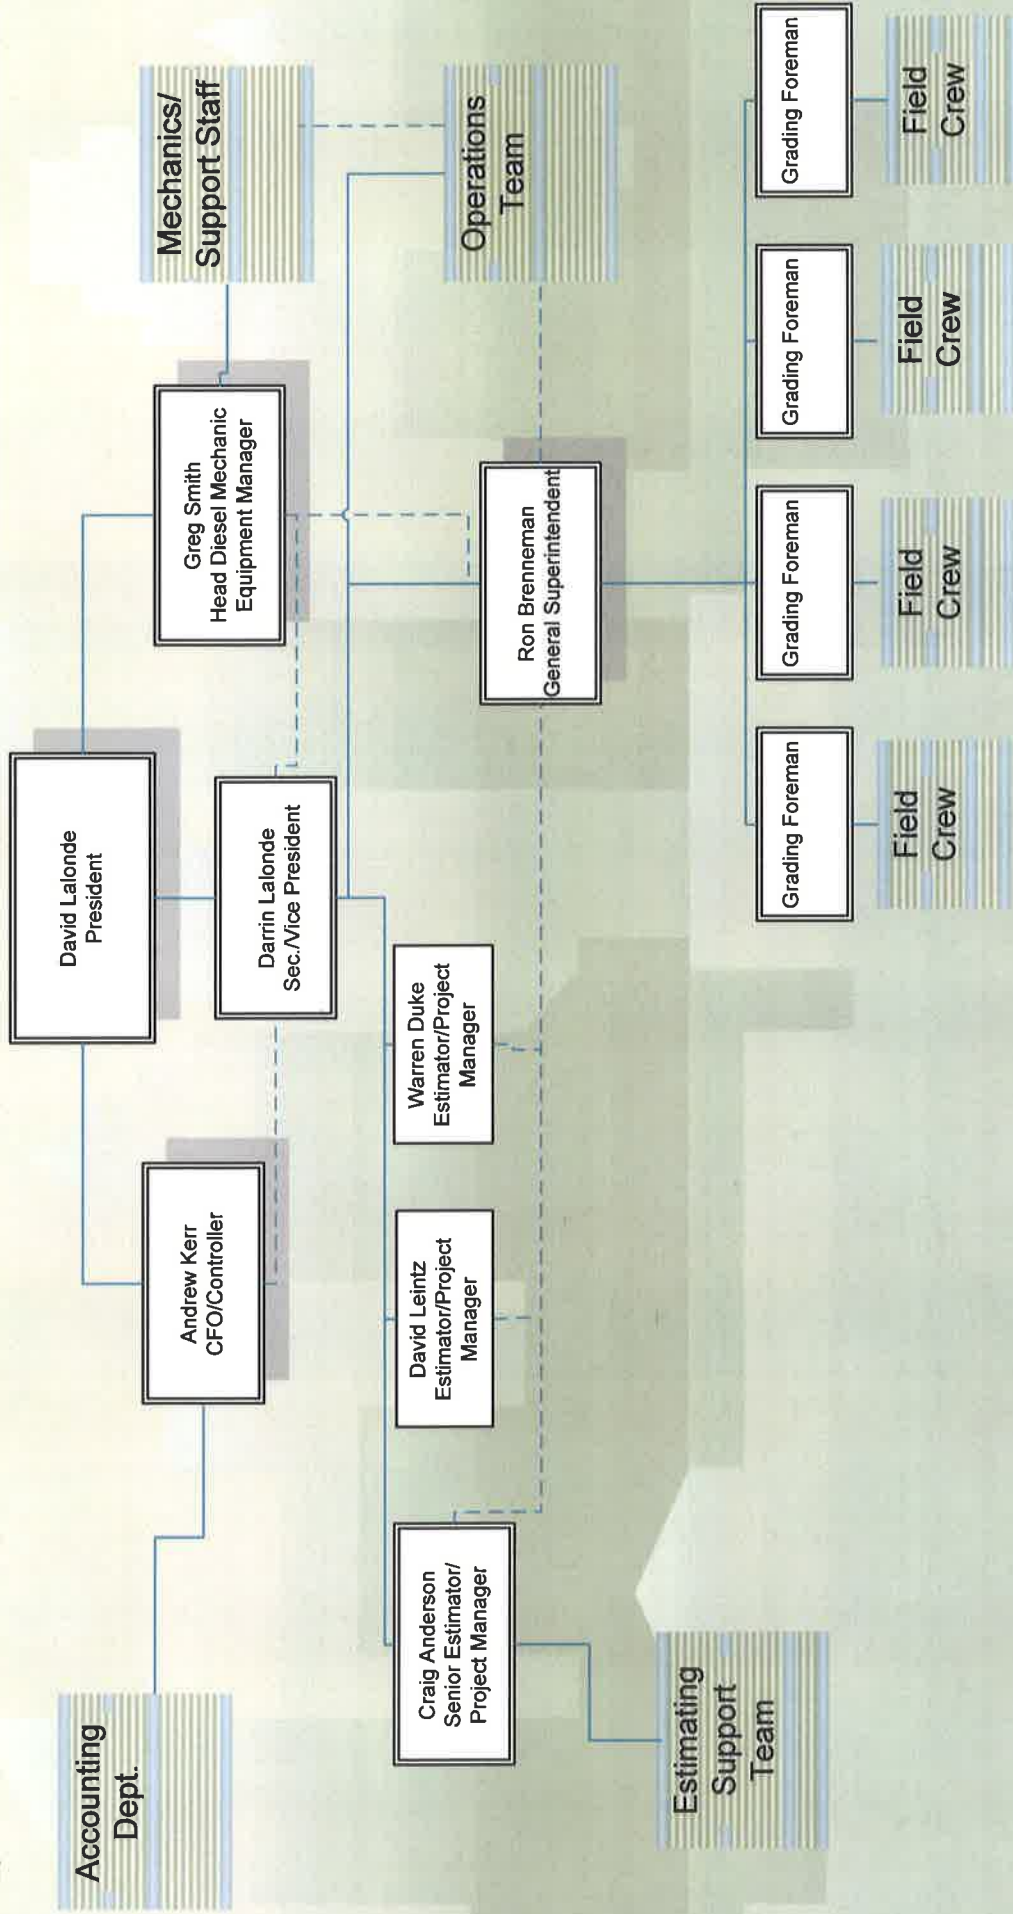 David Lalonde
President
Andrew Kerr
CFO/Controller
Darrin Lalonde
Sec./Vice President
Greg Smith
Head Diesel Mechanic
Equipment Manager
Accounting
Dept.
Mechanics/
Support Staff
Craig Anderson
Senior Estimator/
Project Manager
David Leintz
Estimator/Project
Manager
Warren Duke
Estimator/Project
Manager
Ron Brenneman
General Superintendent
Operations
Team
Estimating
Support
Team
Grading Foreman
Grading Foreman
Grading Foreman
Grading Foreman
Field
Crew
Field
Crew
Field
Crew
Field
Crew